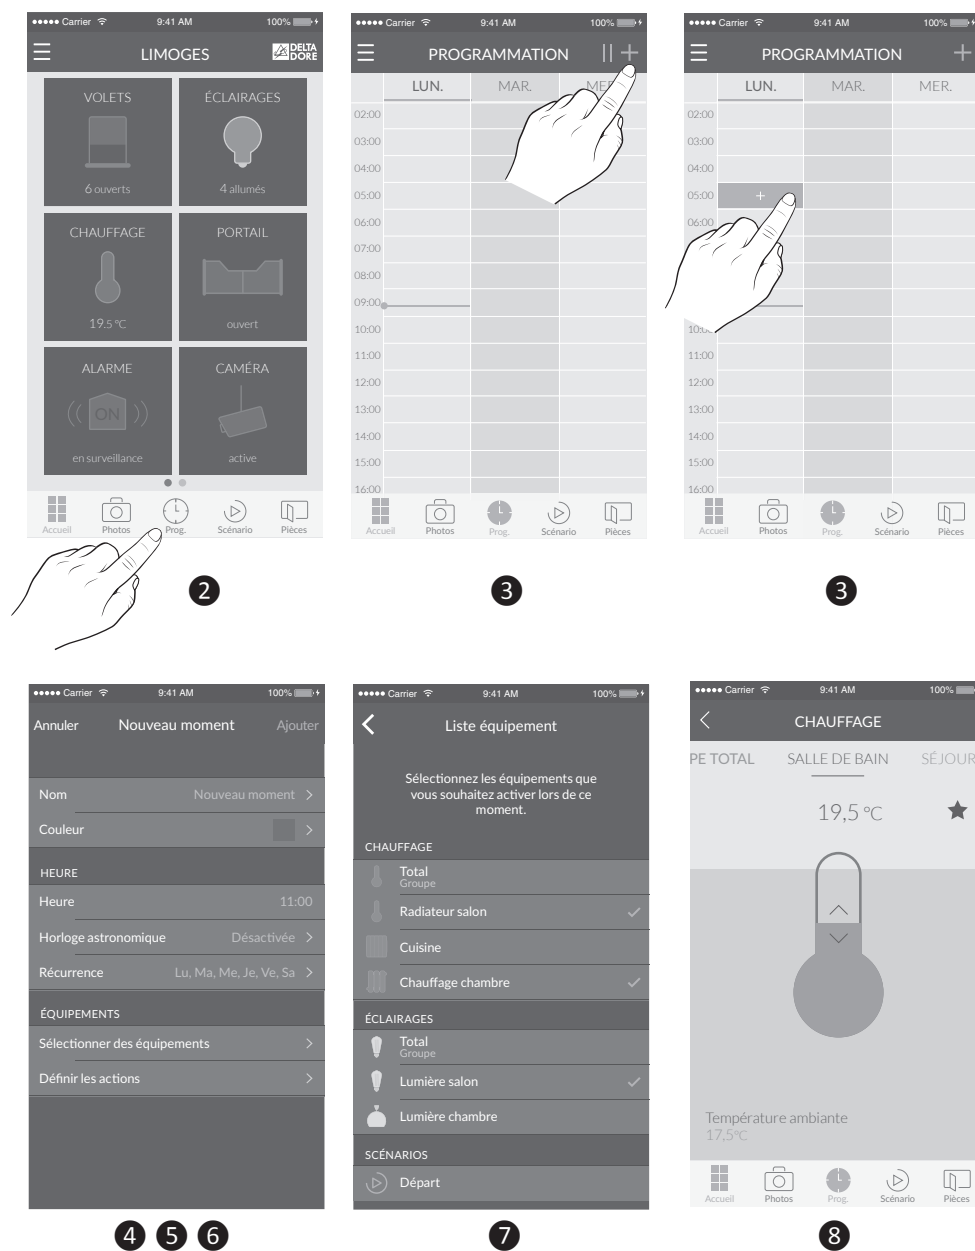 Carrier 9:41 AM 100%
LIMOGES DELTA DORE
VOLETS
6 ouverts
ÉCLAIRAGES
4 allumés
CHAUFFAGE
19.5 °C
PORTAIL
ouvert
ALARME
ON
en surveillance
CAMÉRA
active
Accueil Photos Prog. Scénario Pièces
2
Carrier 9:41 AM 100%
PROGRAMMATION
LUN. MAR. MER
02:00
03:00
04:00
05:00
06:00
07:00
08:00
09:00
10:00
11:00
12:00
13:00
14:00
15:00
16:00
Accueil Photos Prog. Scénario Pièces
3
Carrier 9:41 AM 100%
PROGRAMMATION +
LUN. MAR. MER.
02:00
03:00
04:00
05:00 +
06:00
10:0
11:00
12:00
13:00
14:00
15:00
16:00
Accueil Photos Prog. Scénario Pièces
3
Carrier 9:41 AM 100%
Annuler Nouveau moment Ajouter
Nom Nouveau moment
Couleur
HEURE
Heure 11:00
Horloge astronomique Désactivée
Récurrence Lu, Ma, Me, Je, Ve, Sa
ÉQUIPEMENTS
Sélectionner des équipements
Définir les actions
4 5 6
Carrier 9:41 AM 100%
Liste équipement
Sélectionnez les équipements que
vous souhaitez activer lors de ce
moment.
CHAUFFAGE
Total
Groupe
Radiateur salon
Cuisine
Chauffage chambre
ÉCLAIRAGES
Total
Groupe
Lumière salon
Lumière chambre
SCÉNARIOS
Départ
7
Carrier 9:41 AM 100%
CHAUFFAGE
PE TOTAL SALLE DE BAIN SÉJOUR
19,5 °C
Température ambiante
17,5°C
Accueil Photos Prog. Scénario Pièces
8